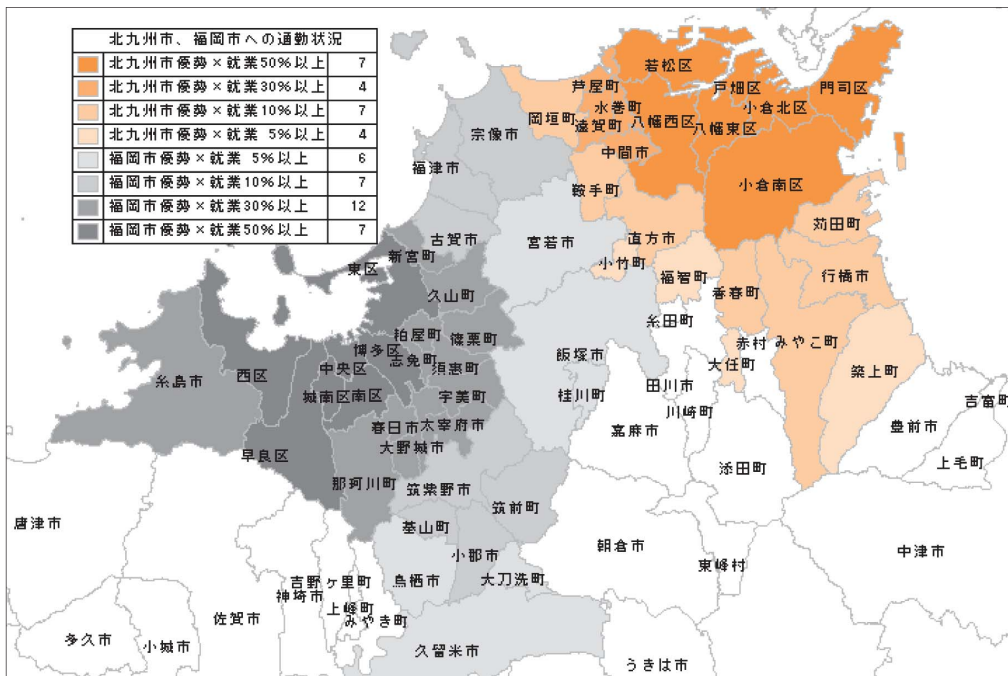 北九州市、福岡市への通勤状況
北九州市優勢×就業50%以上 7
北九州市優勢×就業30%以上 4
北九州市優勢×就業10%以上 7
北九州市優勢×就業 5%以上 4
福岡市優勢×就業 5%以上 6
福岡市優勢×就業10%以上 7
福岡市優勢×就業30%以上 12
福岡市優勢×就業50%以上 7
若松区
芦屋町
戸畑区
門司区
水巻町
小倉北区
岡垣町
遠賀町
八幡西区
八幡東区
宗像市
中間市
福津市
鞍手町
小倉南区
苅田町
古賀市
宮若市
直方市
新宮町
小竹町
東区
福智町
行橋市
久山町
香春町
糸田町
粕屋町
篠栗町
赤村
みやこ町
博多区
志免町
飯塚市
中央区
須恵町
大任町
築上町
糸島市
西区
田川市
城南区
南区
宇美町
桂川町
吉富町
川崎町
春日市
太宰府市
嘉麻市
豊前市
大野城市
早良区
添田町
上毛町
那珂川町
筑紫野市
筑前町
唐津市
基山町
朝倉市
小郡市
中津市
東峰村
吉野ヶ里町
鳥栖市
大刀洗町
神埼市
上峰町
佐賀市
みやき町
多久市
小城市
久留米市
うきは市